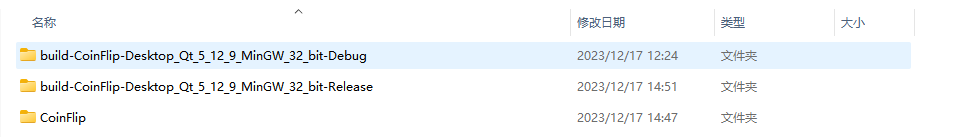 名称 修改日期 类型 大小
build-CoinFlip-Desktop_Qt_5_12_9_MinGW_32_bit-Debug 2023/12/17 12:24 文件夹
build-CoinFlip-Desktop_Qt_5_12_9_MinGW_32_bit-Release 2023/12/17 14:51 文件夹
CoinFlip 2023/12/17 14:47 文件夹